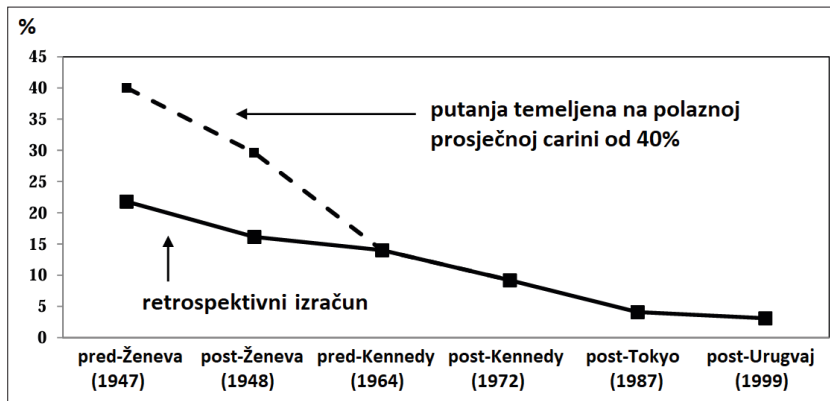 %
45
40
35
30
25
20
15
10
5
0
putanja temeljena na polaznoj
prosječnoj carini od 40%
retrospektivni izračun
pred-Ženeva post-Ženeva pred-Kennedy post-Kennedy post-Tokyo post-Urugvaj
(1947) (1948) (1964) (1972) (1987) (1999)